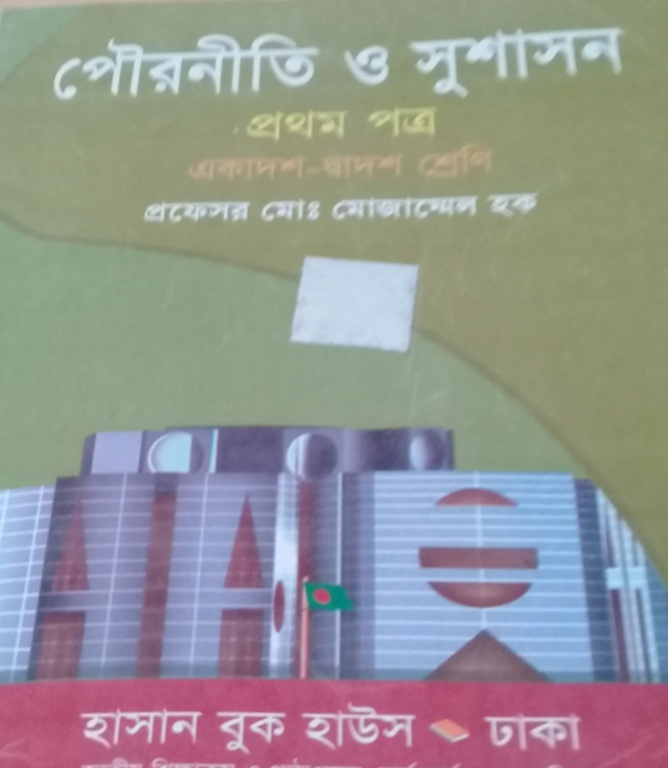 পৌরনীতি ও সুশাসন
প্রথম পত্র
একাদশ-দ্বাদশ শ্রেণি
প্রফেসর মোঃ মোজাম্মেল হক
হাসান বুক হাউস ঢাকা